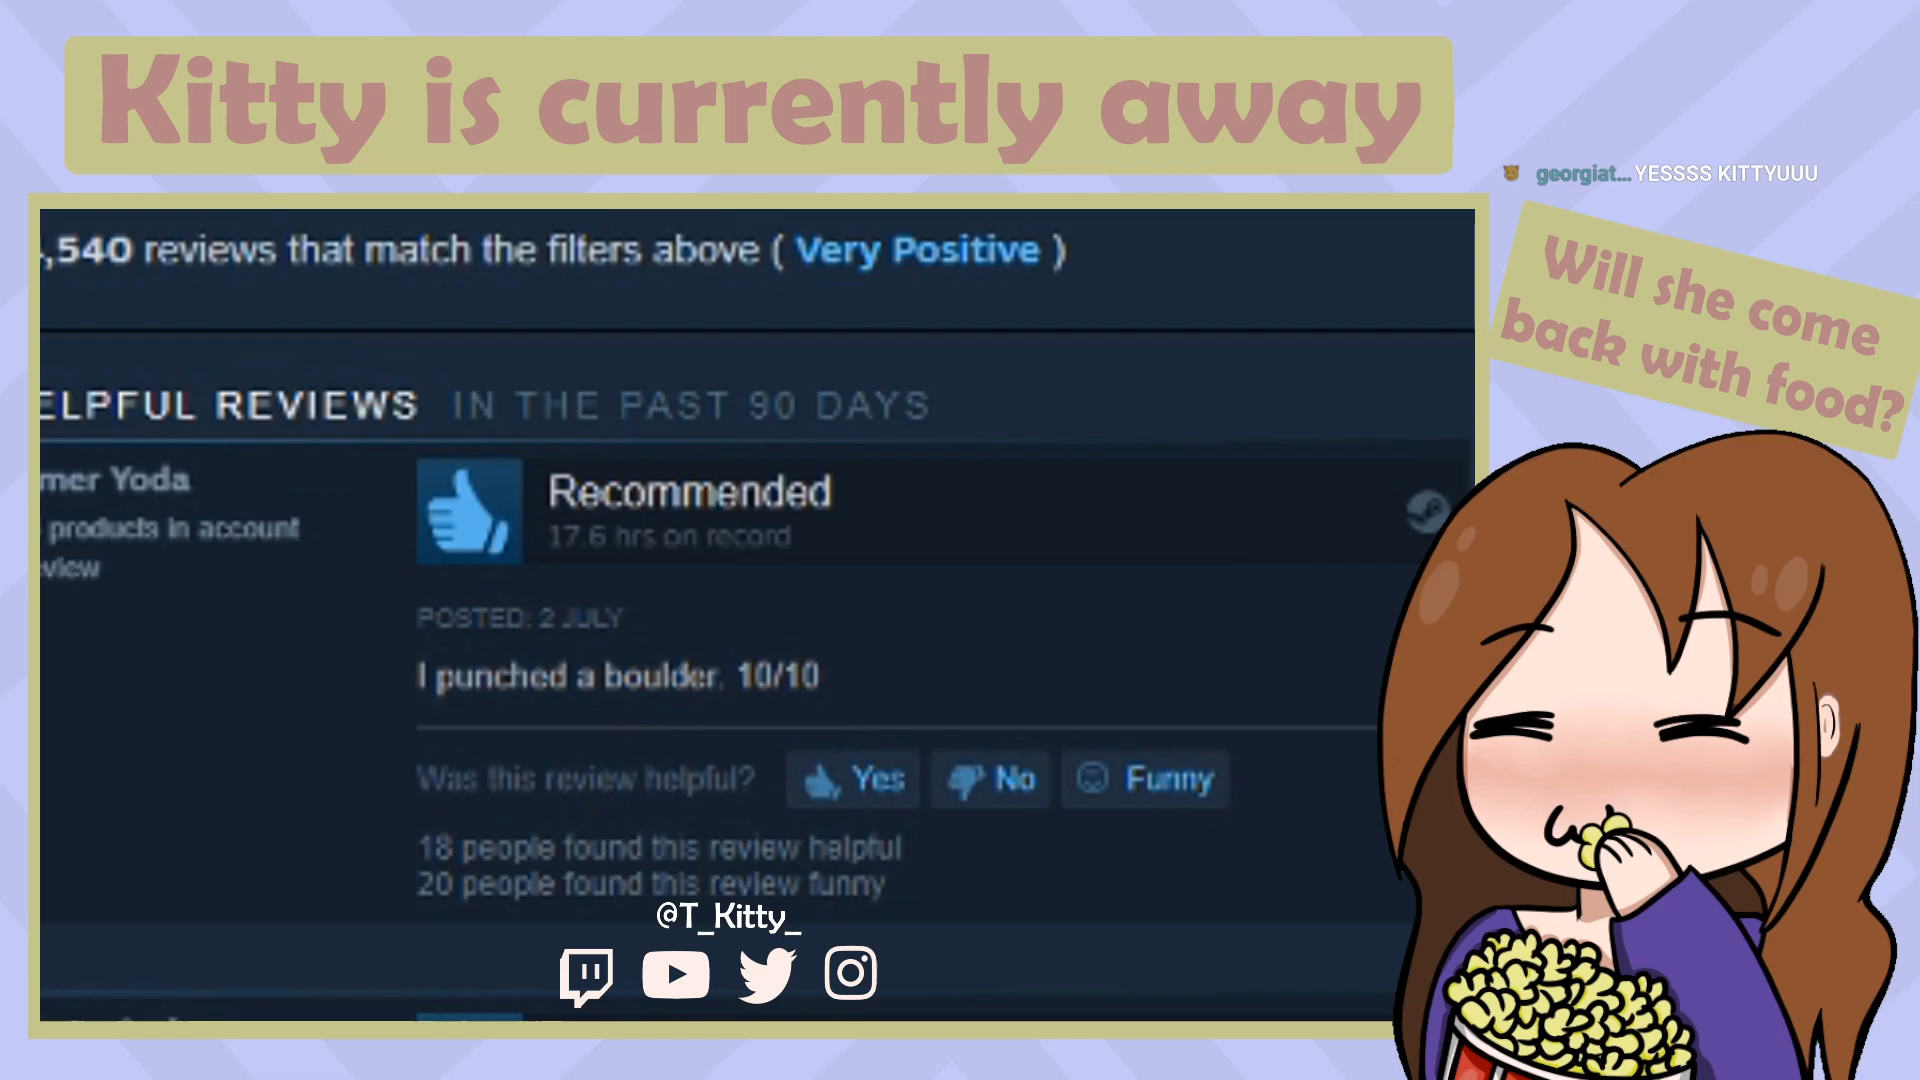 Kitty is currently away
georgiat... YESSSS KITTYUUU
Will she come
back with food?
,540 reviews that match the filters above ( Very Positive )
ELPFUL REVIEWS IN THE PAST 90 DAYS
mer Yoda
products in account
view
Recommended
17.6 hrs on record
POSTED: 2 JULY
I punched a boulder. 10/10
Was this review helpful? Yes No Funny
18 people found this review helpful
20 people found this review funny
@T_Kitty_